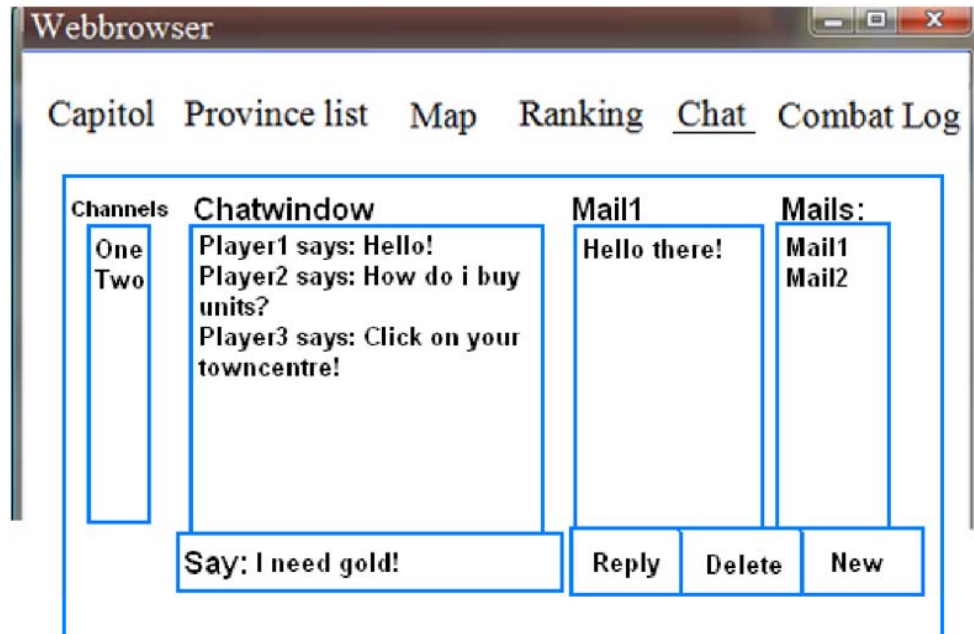 Webbrowser
Capitol Province list Map Ranking Chat Combat Log
Channels
One
Two
Chatwindow
Player1 says: Hello!
Player2 says: How do i buy
units?
Player3 says: Click on your
towncentre!
Say: I need gold!
Mail1
Hello there!
Mails:
Mail1
Mail2
Reply Delete New